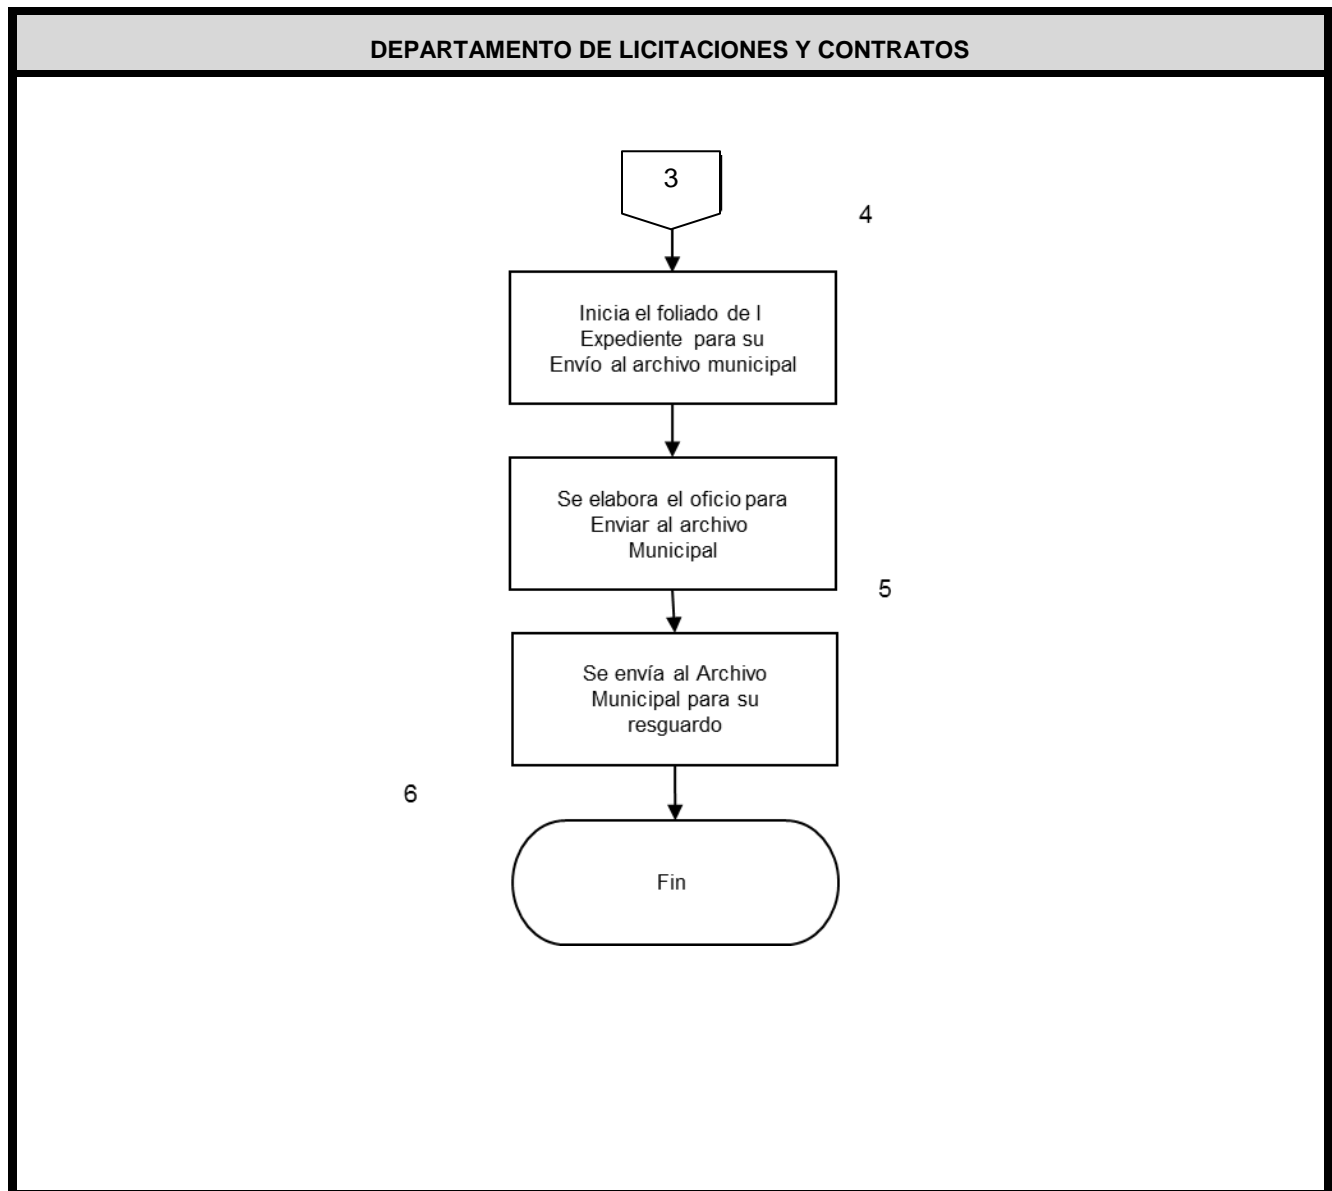 DEPARTAMENTO DE LICITACIONES Y CONTRATOS
3
4
Inicia el foliado de l
Expediente para su
Envío al archivo municipal
Se elabora el oficio para
Enviar al archivo
Municipal
5
Se envía al Archivo
Municipal para su
resguardo
6
Fin